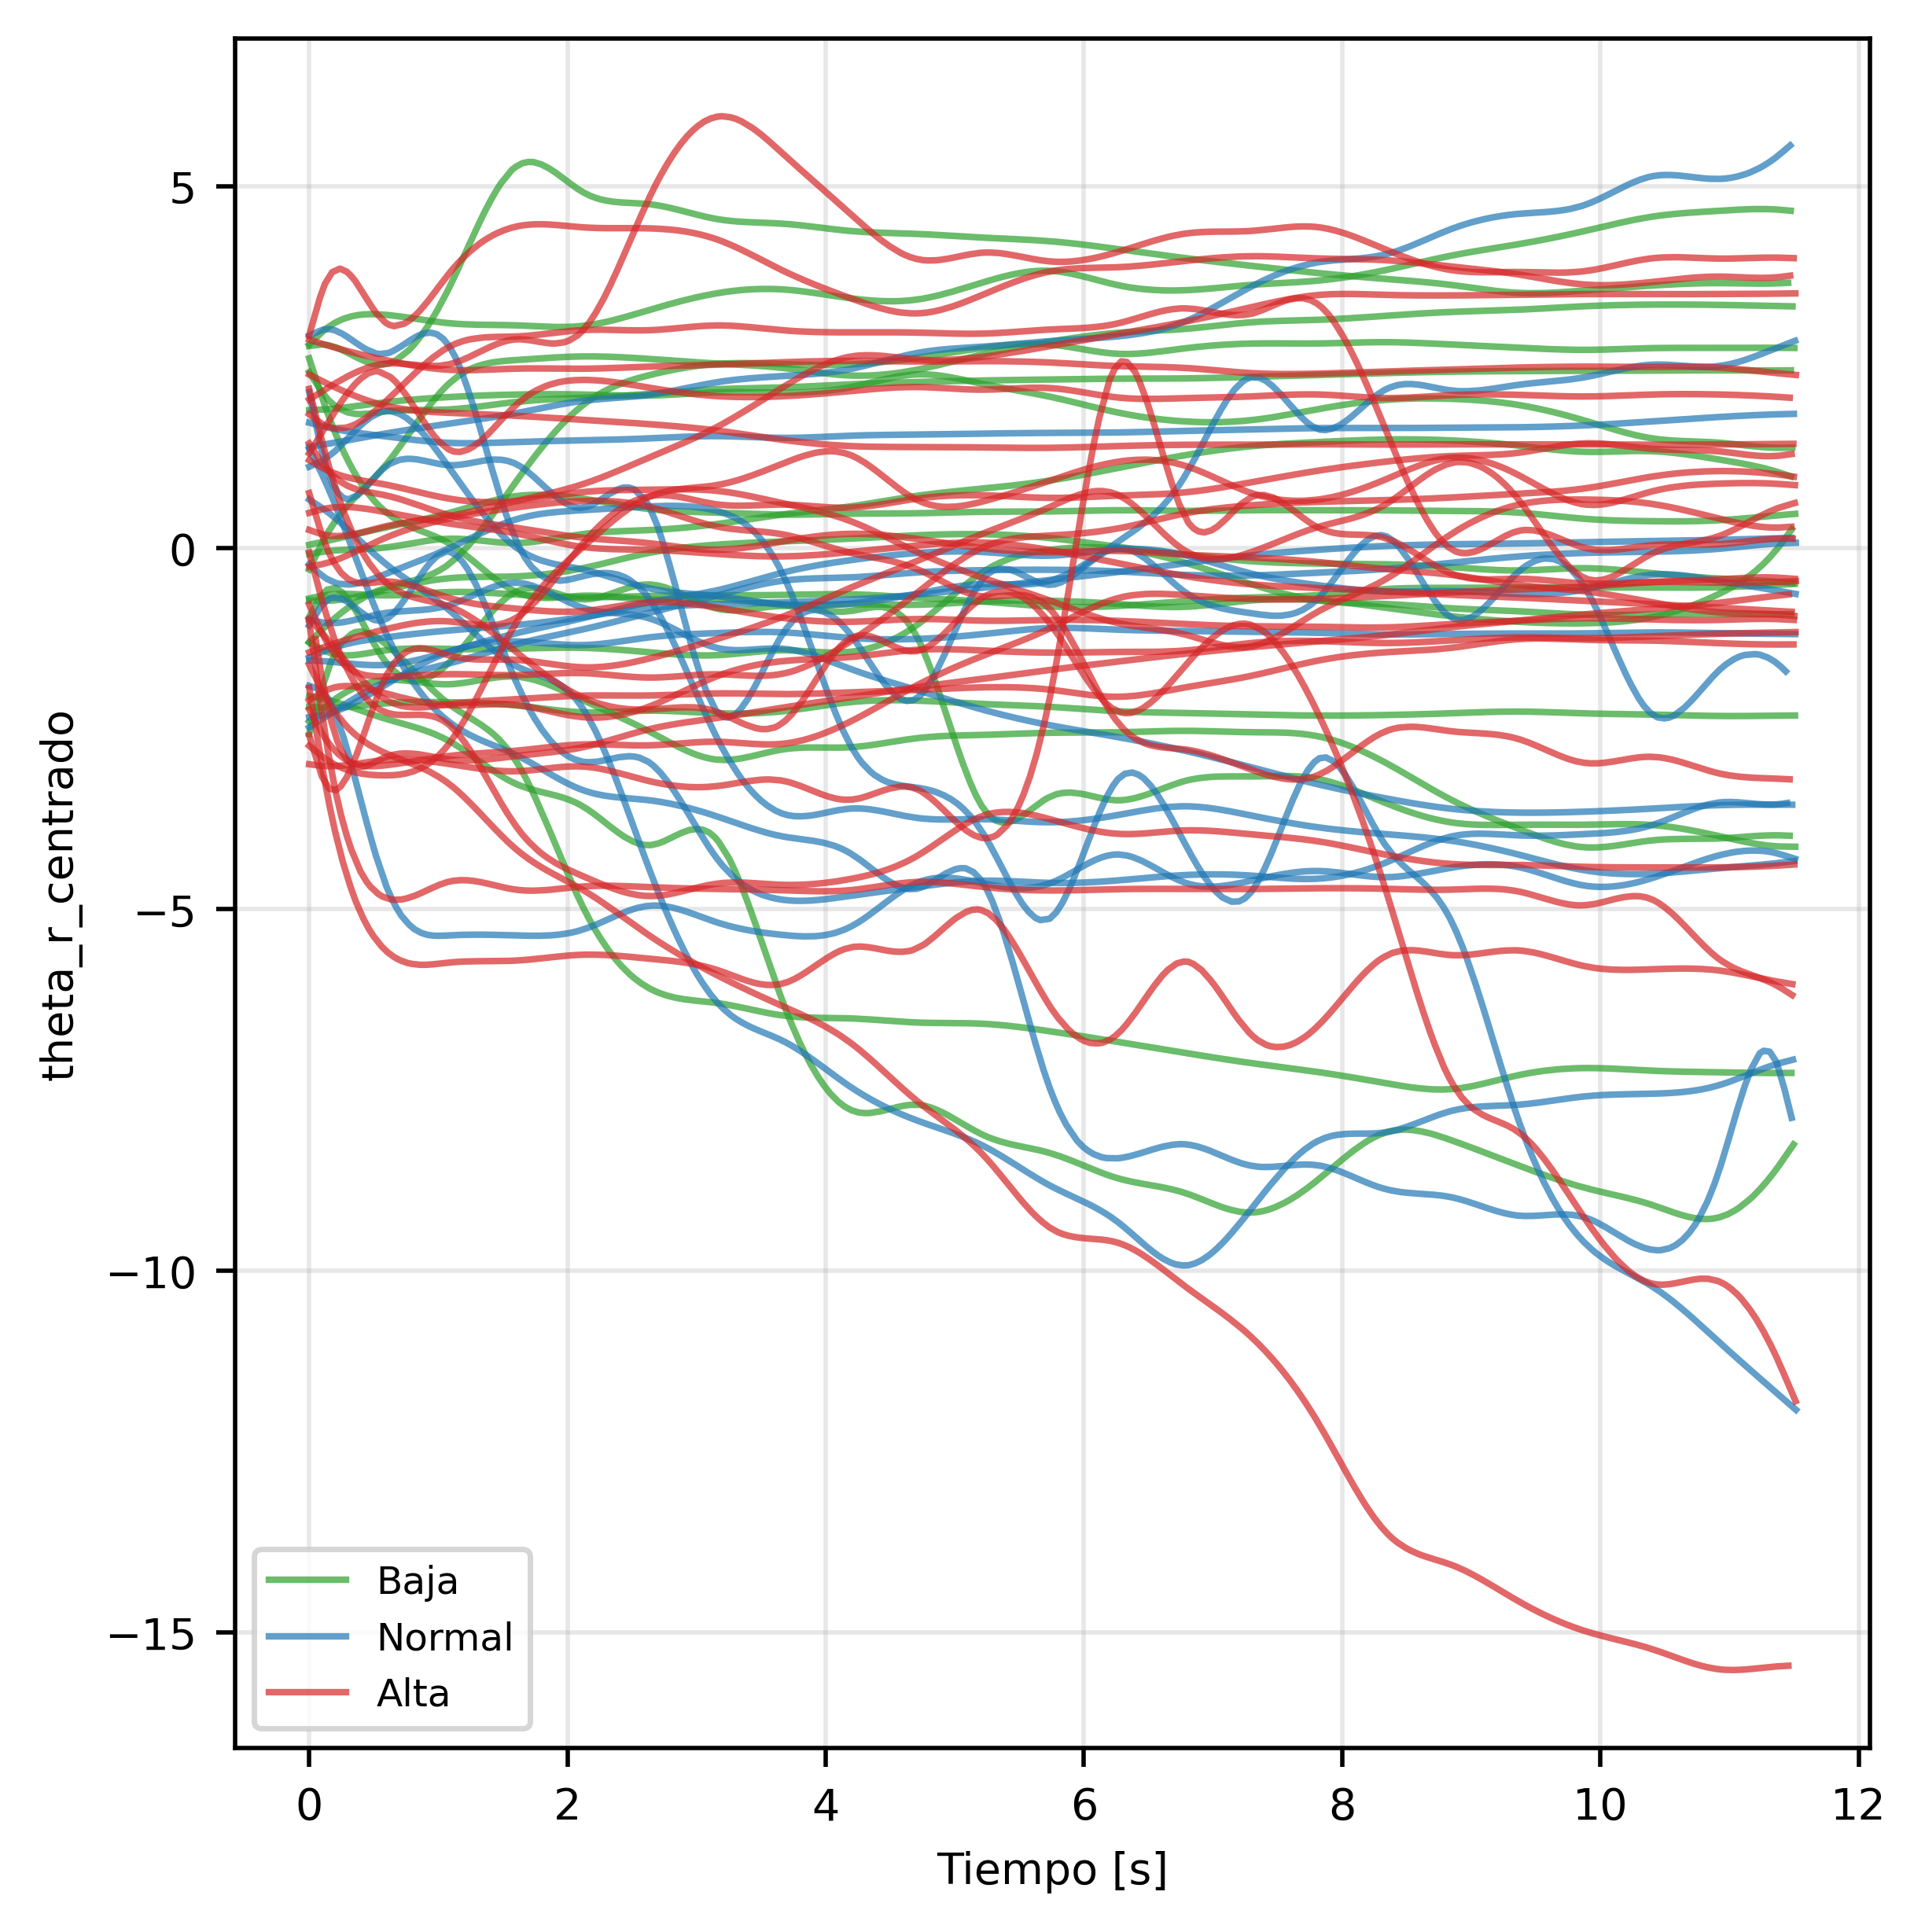 theta_r_centrado
5
0
−5
−10
−15
Baja
Normal
Alta
0 2 4 6 8 10 12
Tiempo [s]